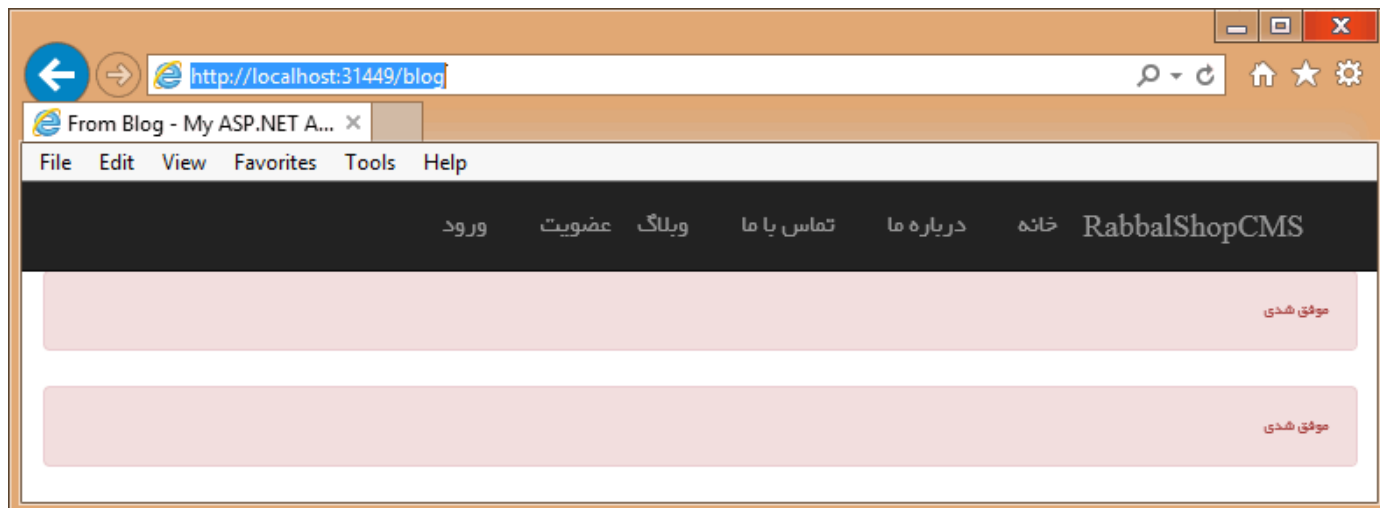 http://localhost:31449/blog
From Blog - My ASP.NET A...
File Edit View Favorites Tools Help
RabbalShopCMS خانه درباره ما تماس با ما وبلاگ عضویت ورود
موفق شدی
موفق شدی